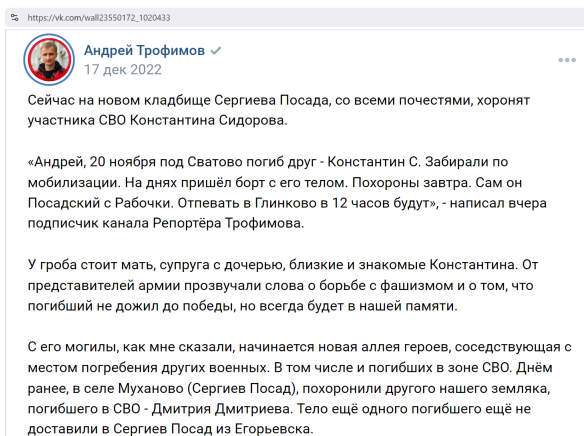 https://vk.com/wall23550172_1020433
Андрей Трофимов
17 дек 2022
Сейчас на новом кладбище Сергиева Посада, со всеми почестями, хоронят
участника СВО Константина Сидорова.
«Андрей, 20 ноября под Сватово погиб друг - Константин С. Забирали по
мобилизации. На днях пришёл борт с его телом. Похороны завтра. Сам он
Посадский с Рабочки. Отпевать в Глинково в 12 часов будут», - написал вчера
подписчик канала Репортёра Трофимова.
У гроба стоит мать, супруга с дочерью, близкие и знакомые Константина. От
представителей армии прозвучали слова о борьбе с фашизмом и о том, что
погибший не дожил до победы, но всегда будет в нашей памяти.
С его могилы, как мне сказали, начинается новая аллея героев, соседствующая с
местом погребения других военных. В том числе и погибших в зоне СВО. Днём
ранее, в селе Муханово (Сергиев Посад), похоронили другого нашего земляка,
погибшего в СВО - Дмитрия Дмитриева. Тело ещё одного погибшего ещё не
доставили в Сергиев Посад из Егорьевска.